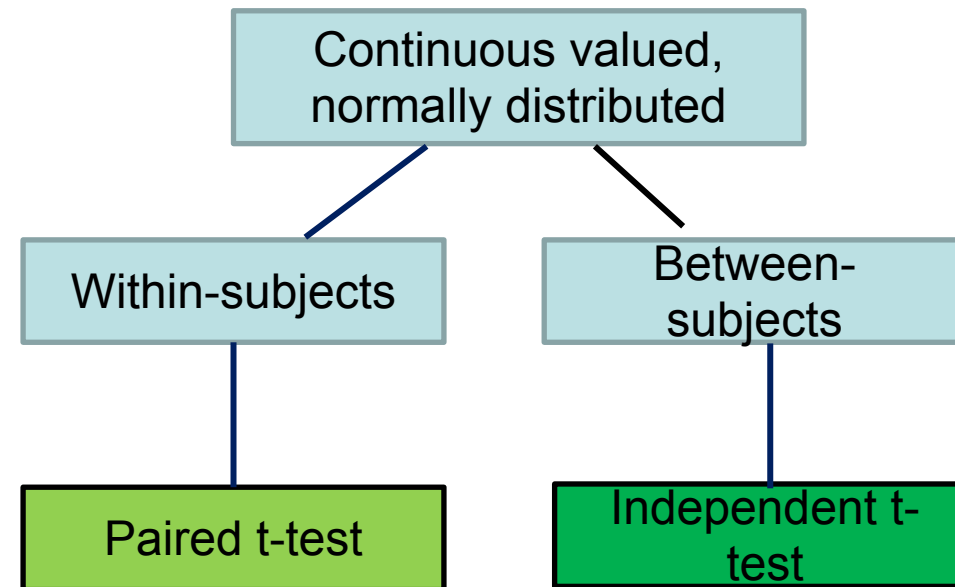 Continuous valued,
normally distributed
Within-subjects
Between-
subjects
Paired t-test
Independent t-
test